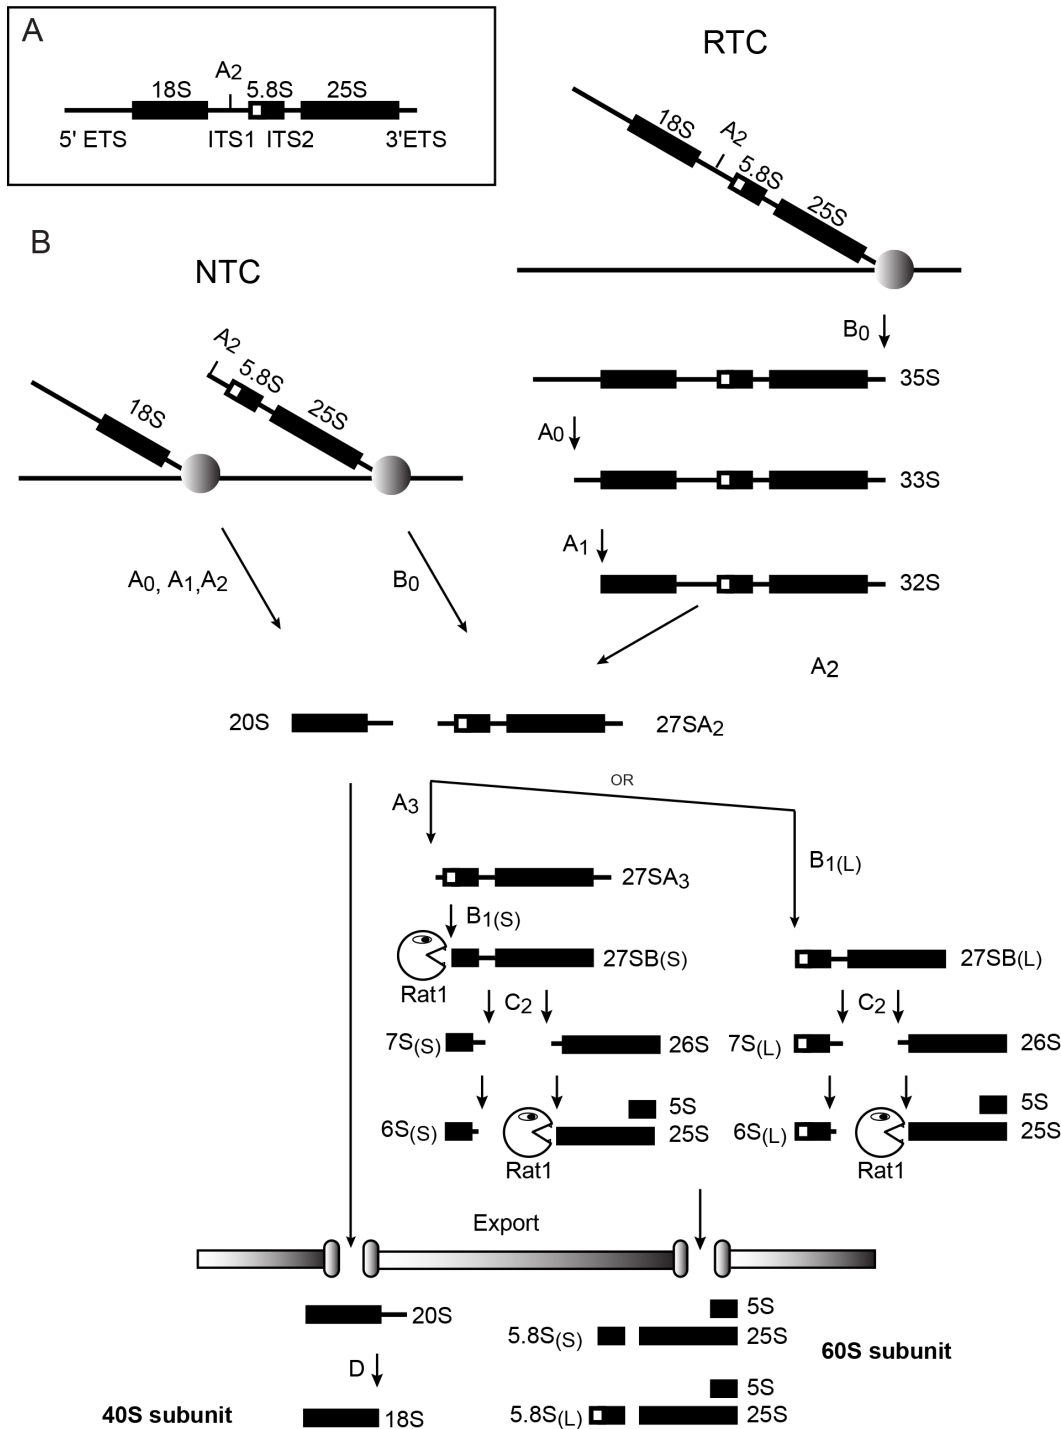 A
18S A2 5.8S 25S
5' ETS ITS1 ITS2 3'ETS
RTC
18S A2 5.8S 25S
B
NTC
B0
A2
18S 5.8S 25S
35S
A0
33S
A1
A0, A1,A2 B0
32S
A2
20S 27SA2
OR
A3
B1(L)
27SA3
B1(S)
Rat1 27SB(S) 27SB(L)
C2 C2
7S(S) 26S 7S(L) 26S
5S 5S
6S(S) 25S 6S(L) 25S
Rat1 Rat1
Export
20S 5S
5.8S(S) 25S
60S subunit
D
5S
40S subunit 18S 5.8S(L) 25S